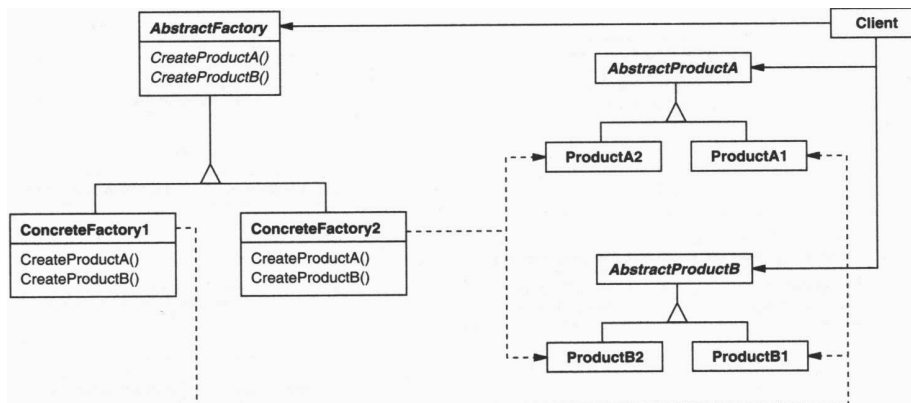 AbstractFactory
CreateProductA()
CreateProductB()
Client
AbstractProductA
ProductA2
ProductA1
ConcreteFactory1
CreateProductA()
CreateProductB()
ConcreteFactory2
CreateProductA()
CreateProductB()
AbstractProductB
ProductB2
ProductB1